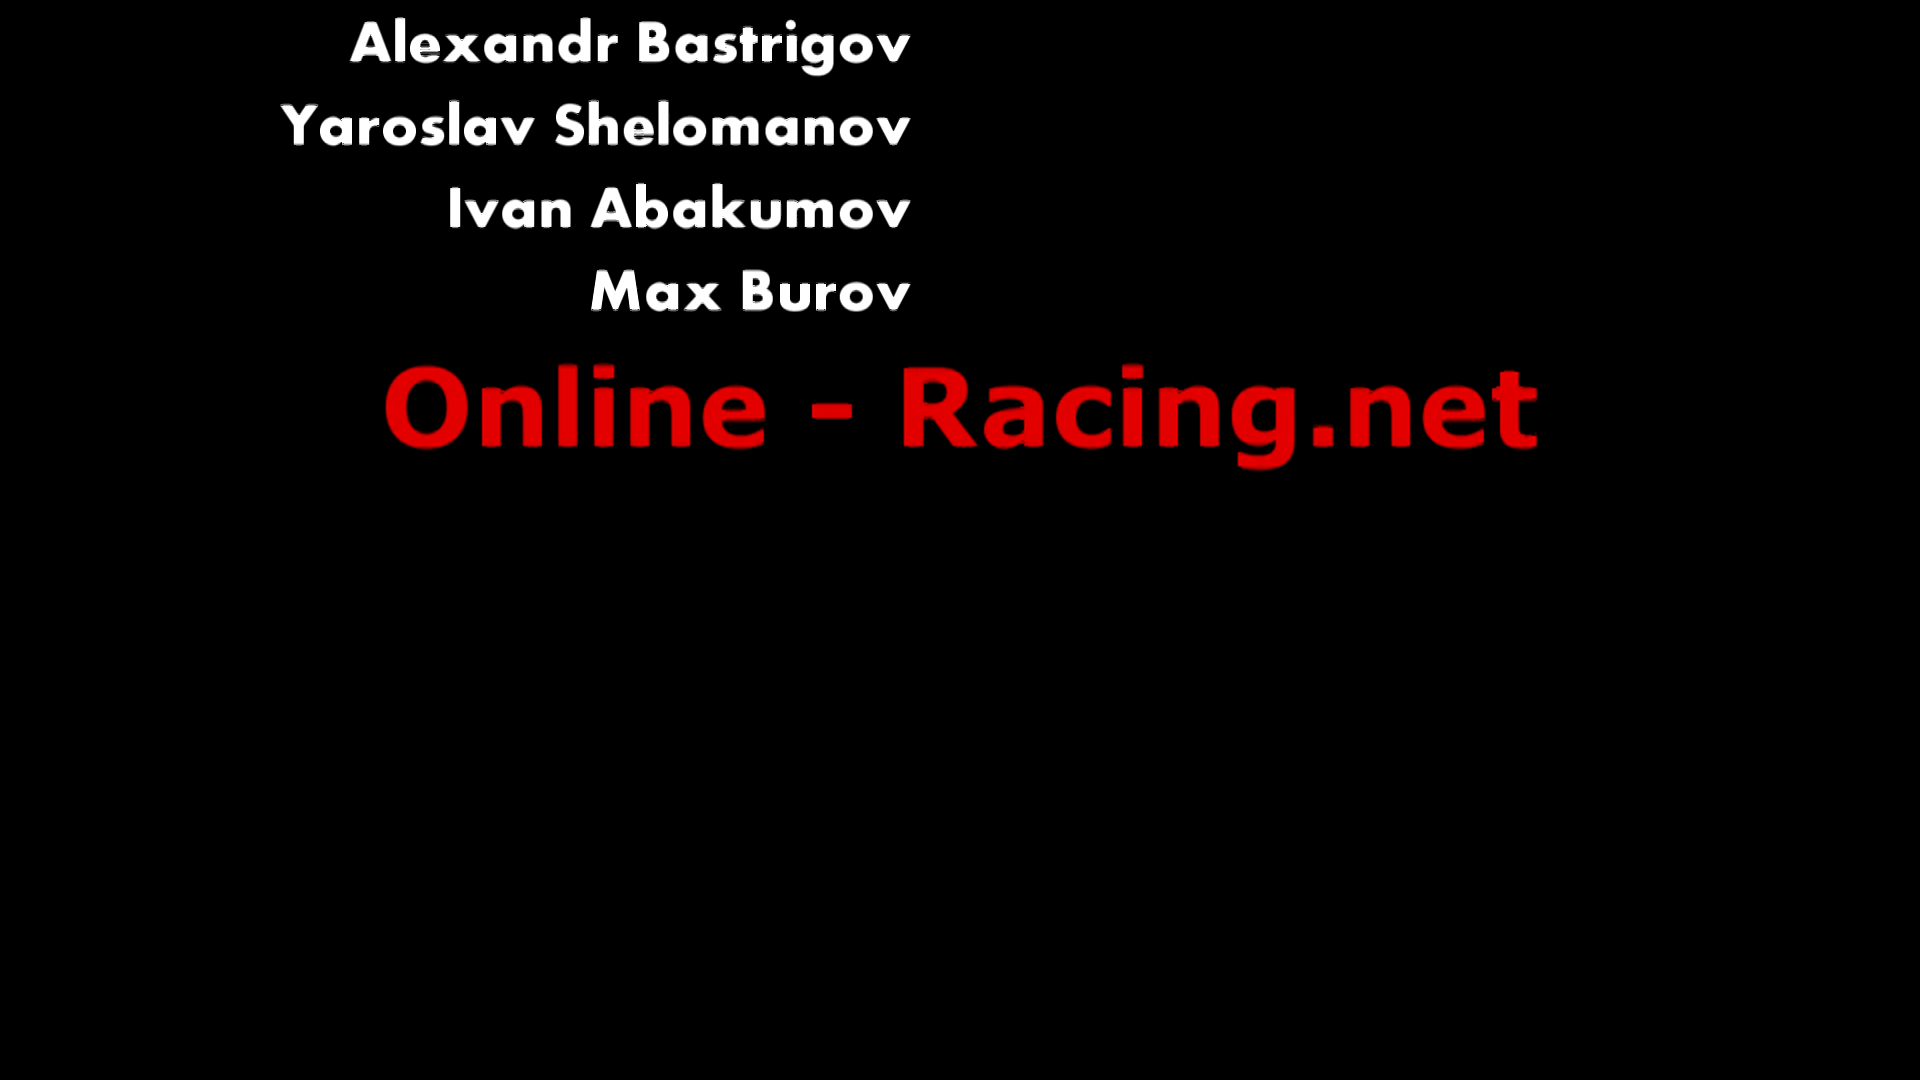 Alexandr Bastrigov
Yaroslav Shelomanov
Ivan Abakumov
Max Burov
Online - Racing.net